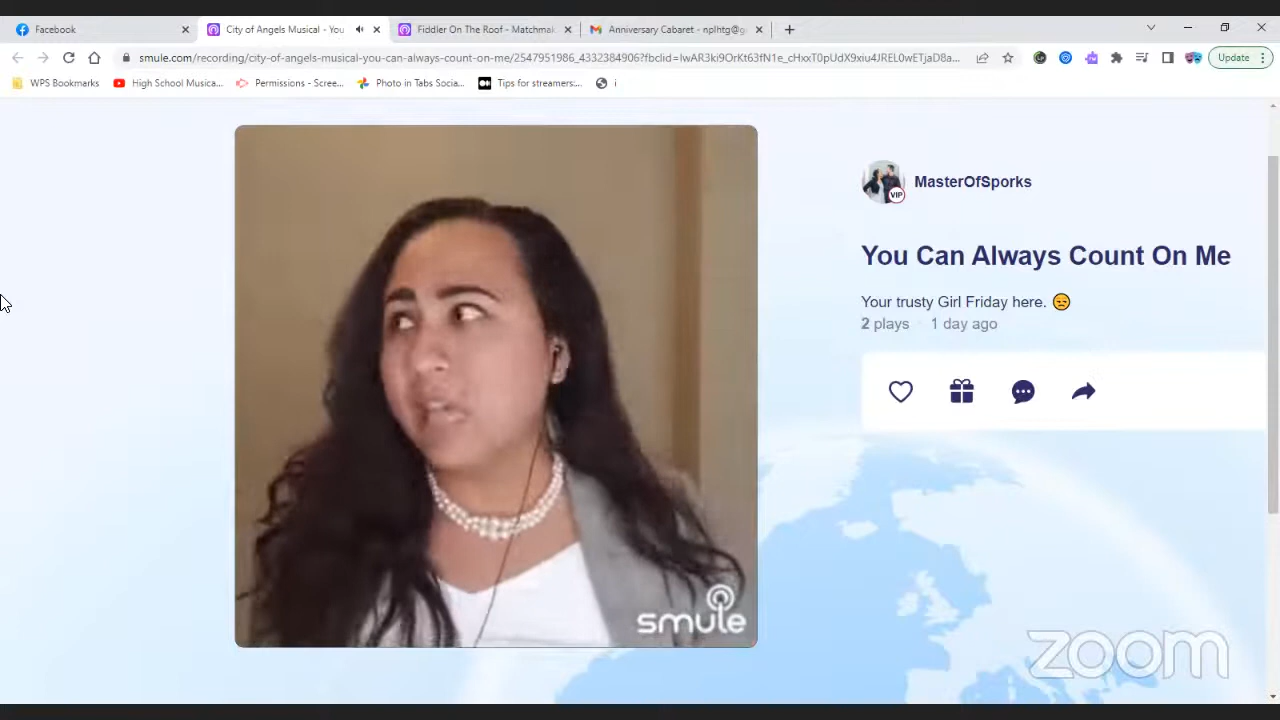 Facebook
City of Angels Musical - You
Fiddler On The Roof - Matchmak
Anniversary Cabaret - nplhtg@g
smule.com/recording/city-of-angels-musical-you-can-always-count-on-me/2547951986_4332384906?fbclid=
Update
WPS Bookmarks
High School Musica...
Permissions - Scree...
Photo in Tabs Socia...
Tips for streamers:...
i
MasterOfSporks
VIP
You Can Always Count On Me
Your trusty Girl Friday here.
2 plays · 1 day ago
smule
zoom